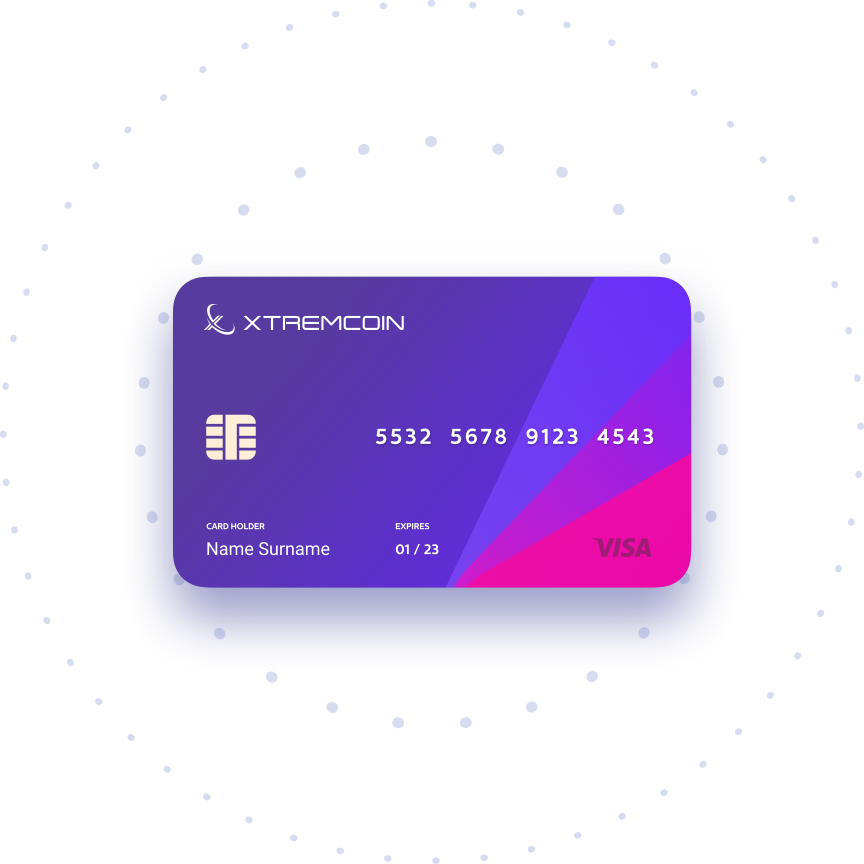 XTREMCOIN
5532 5678 9123 4543
CARD HOLDER EXPIRES
Name Surname 01 / 23
VISA